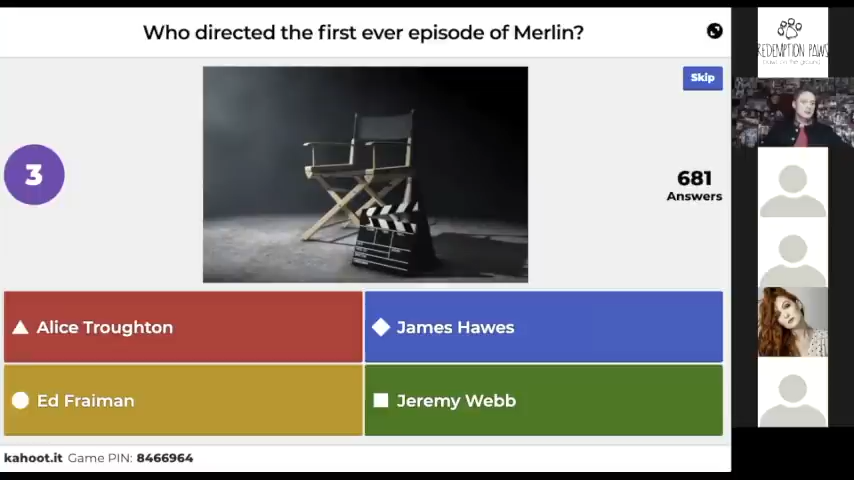 Who directed the first ever episode of Merlin?
Skip
3
681
Answers
Alice Troughton
James Hawes
Ed Fraiman
Jeremy Webb
kahoot.it Game PIN: 8466964
REDEMPTION PAWS